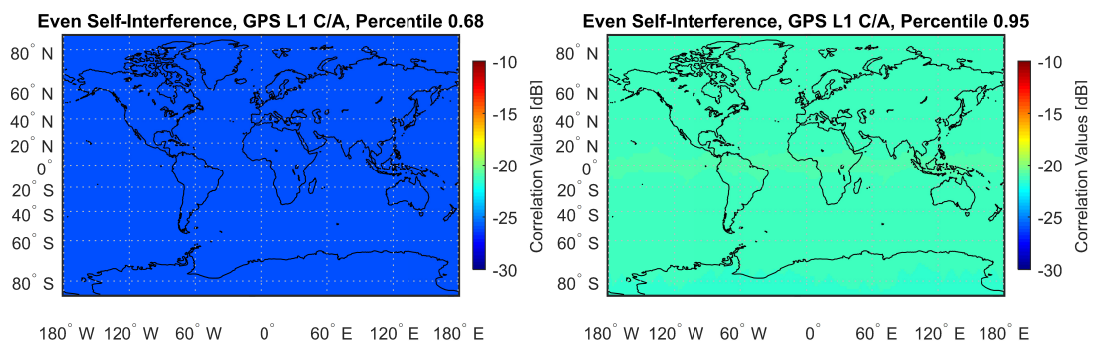 Even Self-Interference, GPS L1 C/A, Percentile 0.68
80° N
60° N
40° N
20° N
0°
20° S
40° S
60° S
80° S
180° W
120° W
60° W
0°
60° E
120° E
180° E
-10
-15
-20
-25
-30
Correlation Values [dB]
Even Self-Interference, GPS L1 C/A, Percentile 0.95
80° N
60° N
40° N
20° N
0°
20° S
40° S
60° S
80° S
180° W
120° W
60° W
0°
60° E
120° E
180° E
-10
-15
-20
-25
-30
Correlation Values [dB]